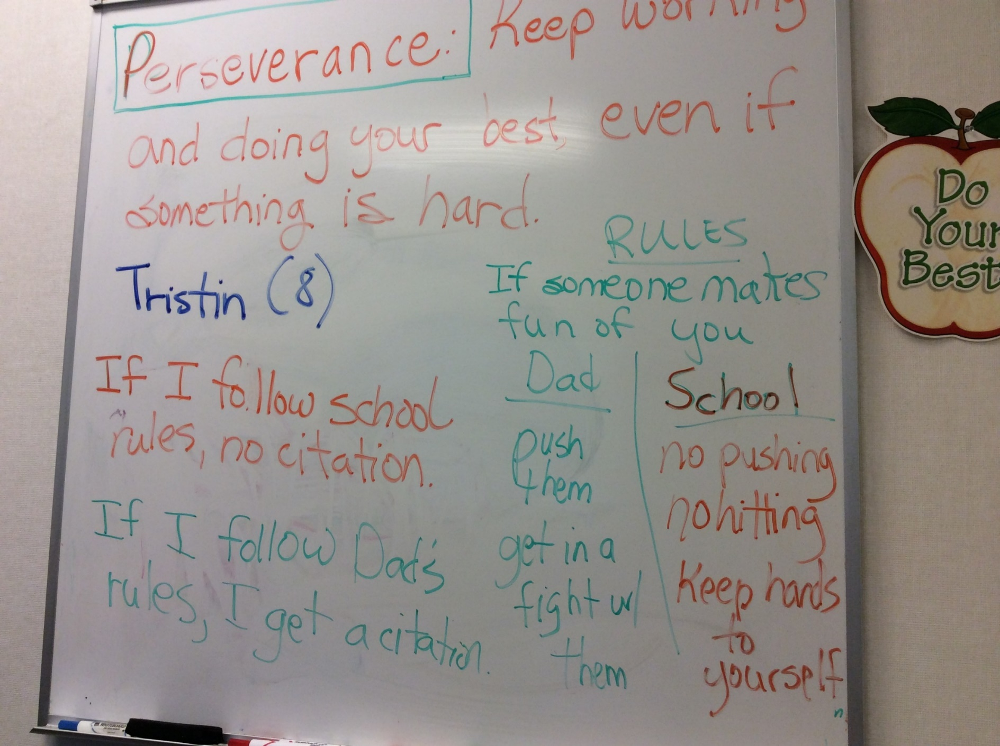 Perseverance: Keep working
and doing your best, even if
something is hard.
Tristin (8)
If I follow school
rules, no citation.
If I follow Dad's
rules, I get a citation.
RULES
If someone makes
fun of you
Dad
push
them
get in a
fight w/
them
School
no pushing
no hitting
Keep hands
to
yourself
n
Do
Your
Best